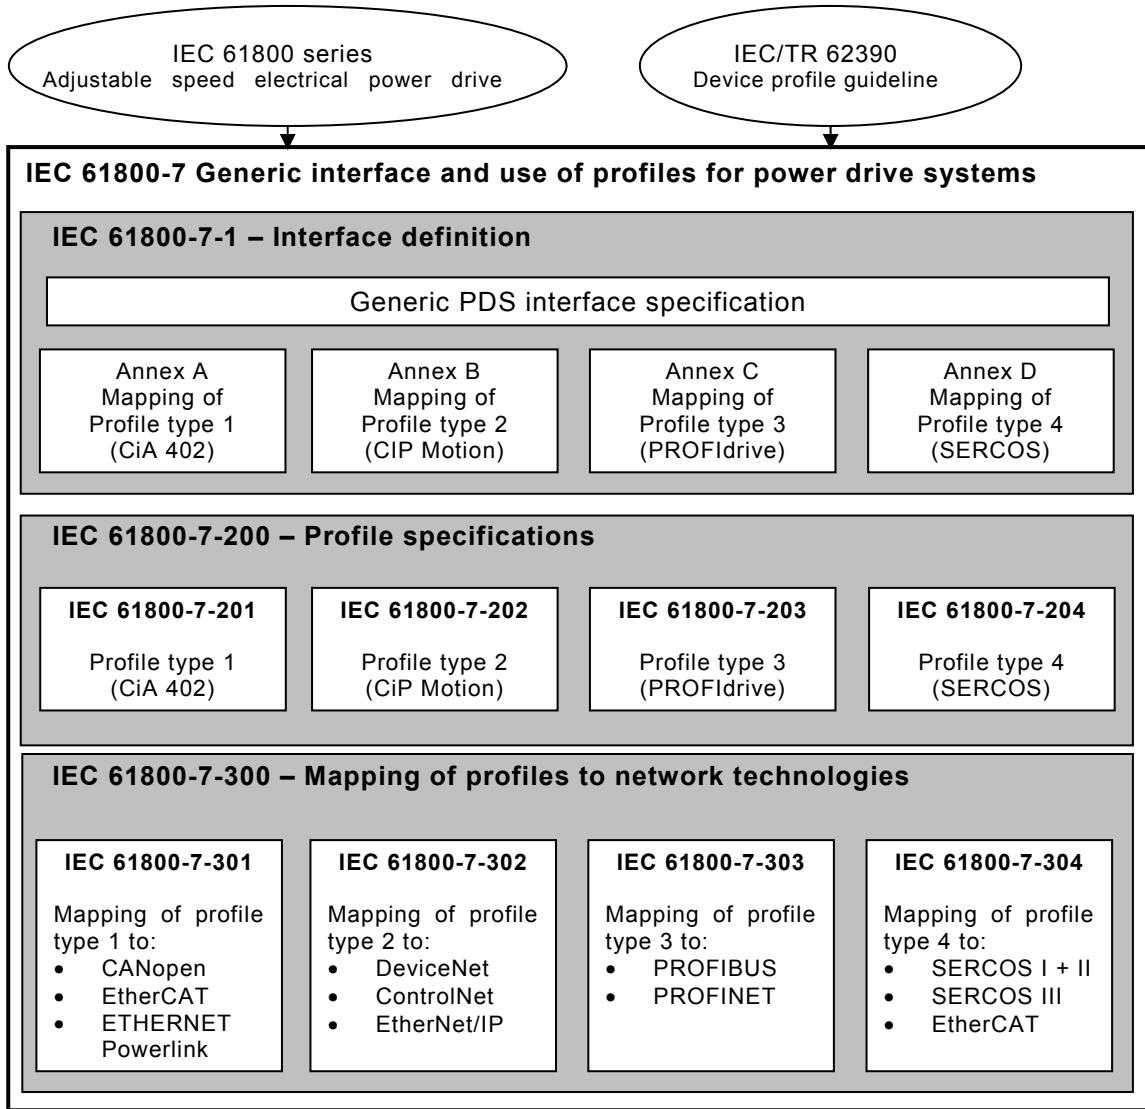 IEC 61800 series
Adjustable speed electrical power drive
IEC/TR 62390
Device profile guideline
IEC 61800-7 Generic interface and use of profiles for power drive systems
IEC 61800-7-1 – Interface definition
Generic PDS interface specification
Annex A
Mapping of
Profile type 1
(CiA 402)
Annex B
Mapping of
Profile type 2
(CIP Motion)
Annex C
Mapping of
Profile type 3
(PROFIdrive)
Annex D
Mapping of
Profile type 4
(SERCOS)
IEC 61800-7-200 – Profile specifications
IEC 61800-7-201
Profile type 1
(CiA 402)
IEC 61800-7-202
Profile type 2
(CiP Motion)
IEC 61800-7-203
Profile type 3
(PROFIdrive)
IEC 61800-7-204
Profile type 4
(SERCOS)
IEC 61800-7-300 – Mapping of profiles to network technologies
IEC 61800-7-301
Mapping of profile
type 1 to:
• CANopen
• EtherCAT
• ETHERNET
Powerlink
IEC 61800-7-302
Mapping of profile
type 2 to:
• DeviceNet
• ControlNet
• EtherNet/IP
IEC 61800-7-303
Mapping of profile
type 3 to:
• PROFIBUS
• PROFINET
IEC 61800-7-304
Mapping of profile
type 4 to:
• SERCOS I + II
• SERCOS III
• EtherCAT